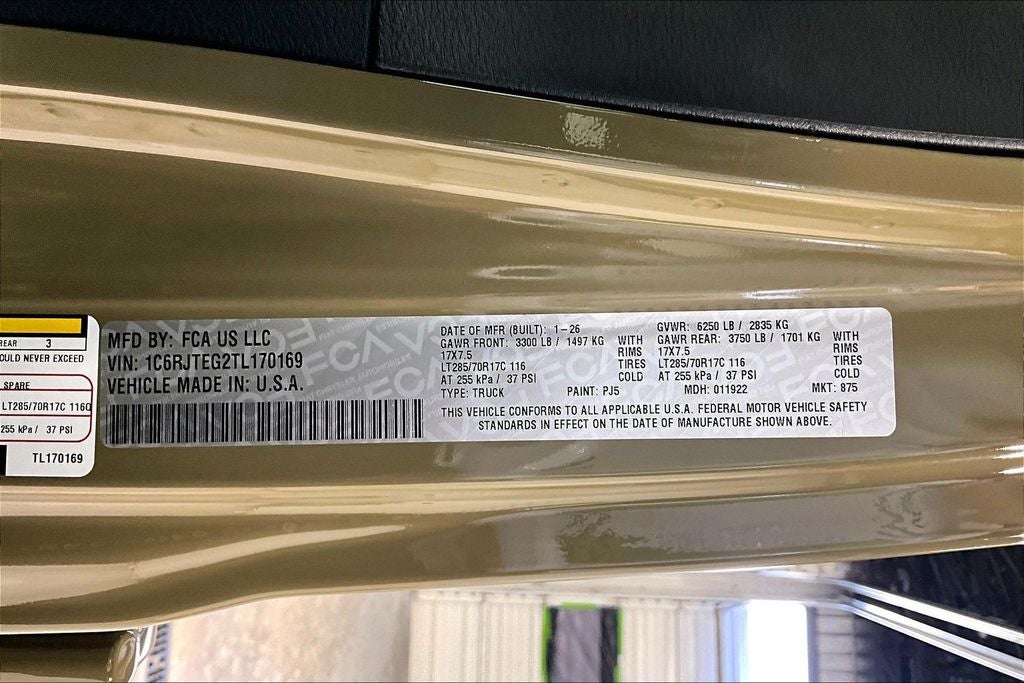 REAR 3
OULD NEVER EXCEED
SPARE
LT285/70R17C 116Q
255 kPa / 37 PSI
TL170169
MFD BY: FCA US LLC
VIN: 1C6RJTEG2TL170169
VEHICLE MADE IN: U.S.A.
DATE OF MFR (BUILT): 1-26
GAWR FRONT: 3300 LB / 1497 KG WITH
17X7.5 RIMS
LT285/70R17C 116 TIRES
AT 255 kPa / 37 PSI COLD
TYPE: TRUCK PAINT: PJ5
GVWR: 6250 LB / 2835 KG
GAWR REAR: 3750 LB / 1701 KG WITH
17X7.5 RIMS
LT285/70R17C 116 TIRES
AT 255 kPa / 37 PSI COLD
MDH: 011922 MKT: 875
THIS VEHICLE CONFORMS TO ALL APPLICABLE U.S.A. FEDERAL MOTOR VEHICLE SAFETY
STANDARDS IN EFFECT ON THE DATE OF MANUFACTURE SHOWN ABOVE.